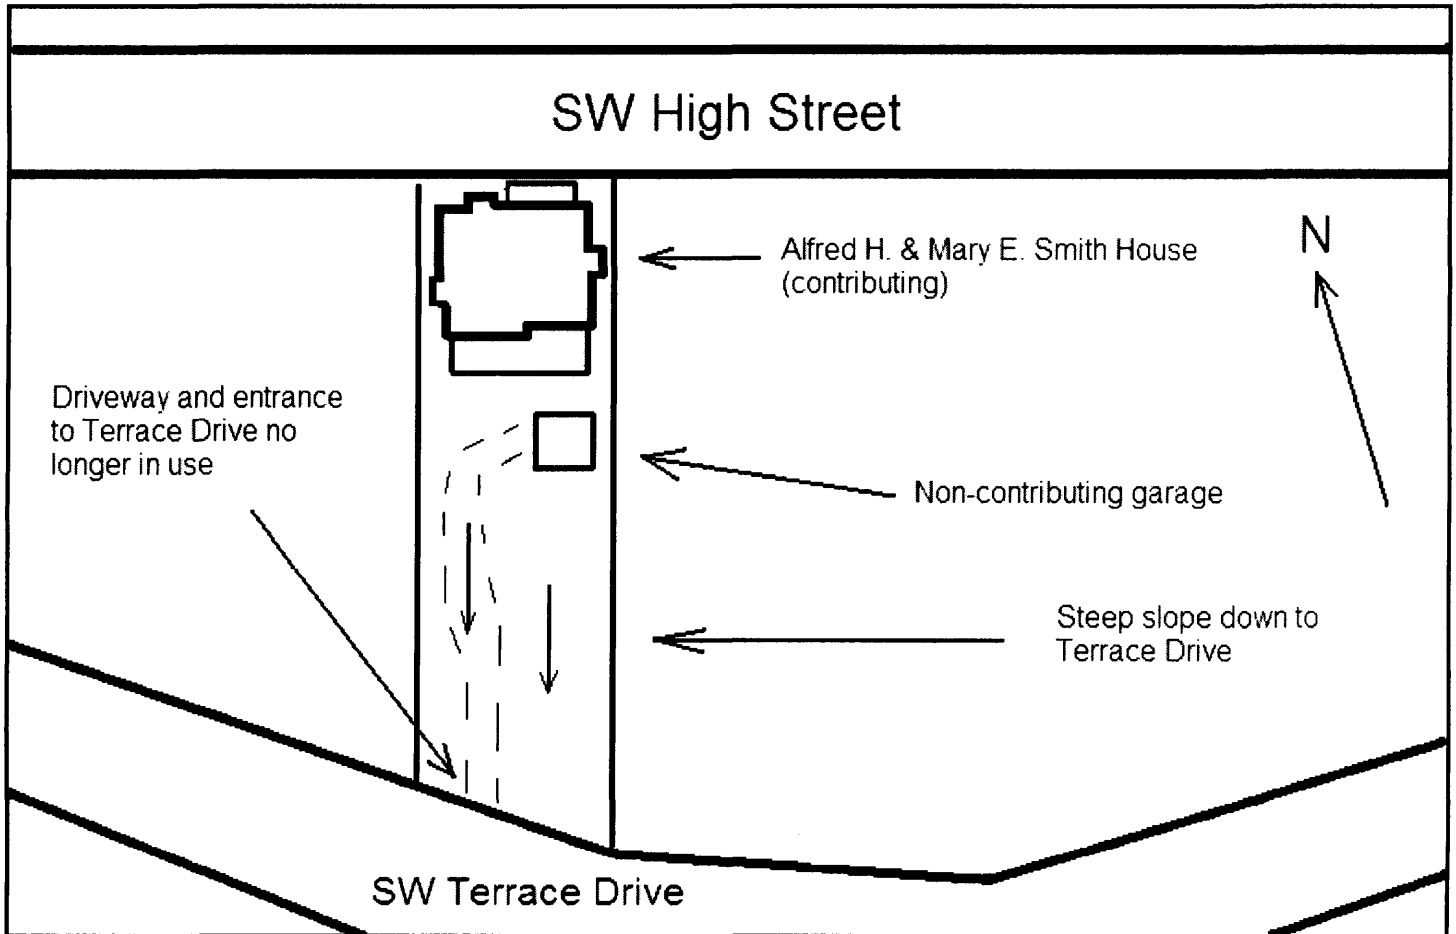 SW High Street
N
Alfred H. & Mary E. Smith House
(contributing)
Driveway and entrance
to Terrace Drive no
longer in use
Non-contributing garage
Steep slope down to
Terrace Drive
SW Terrace Drive